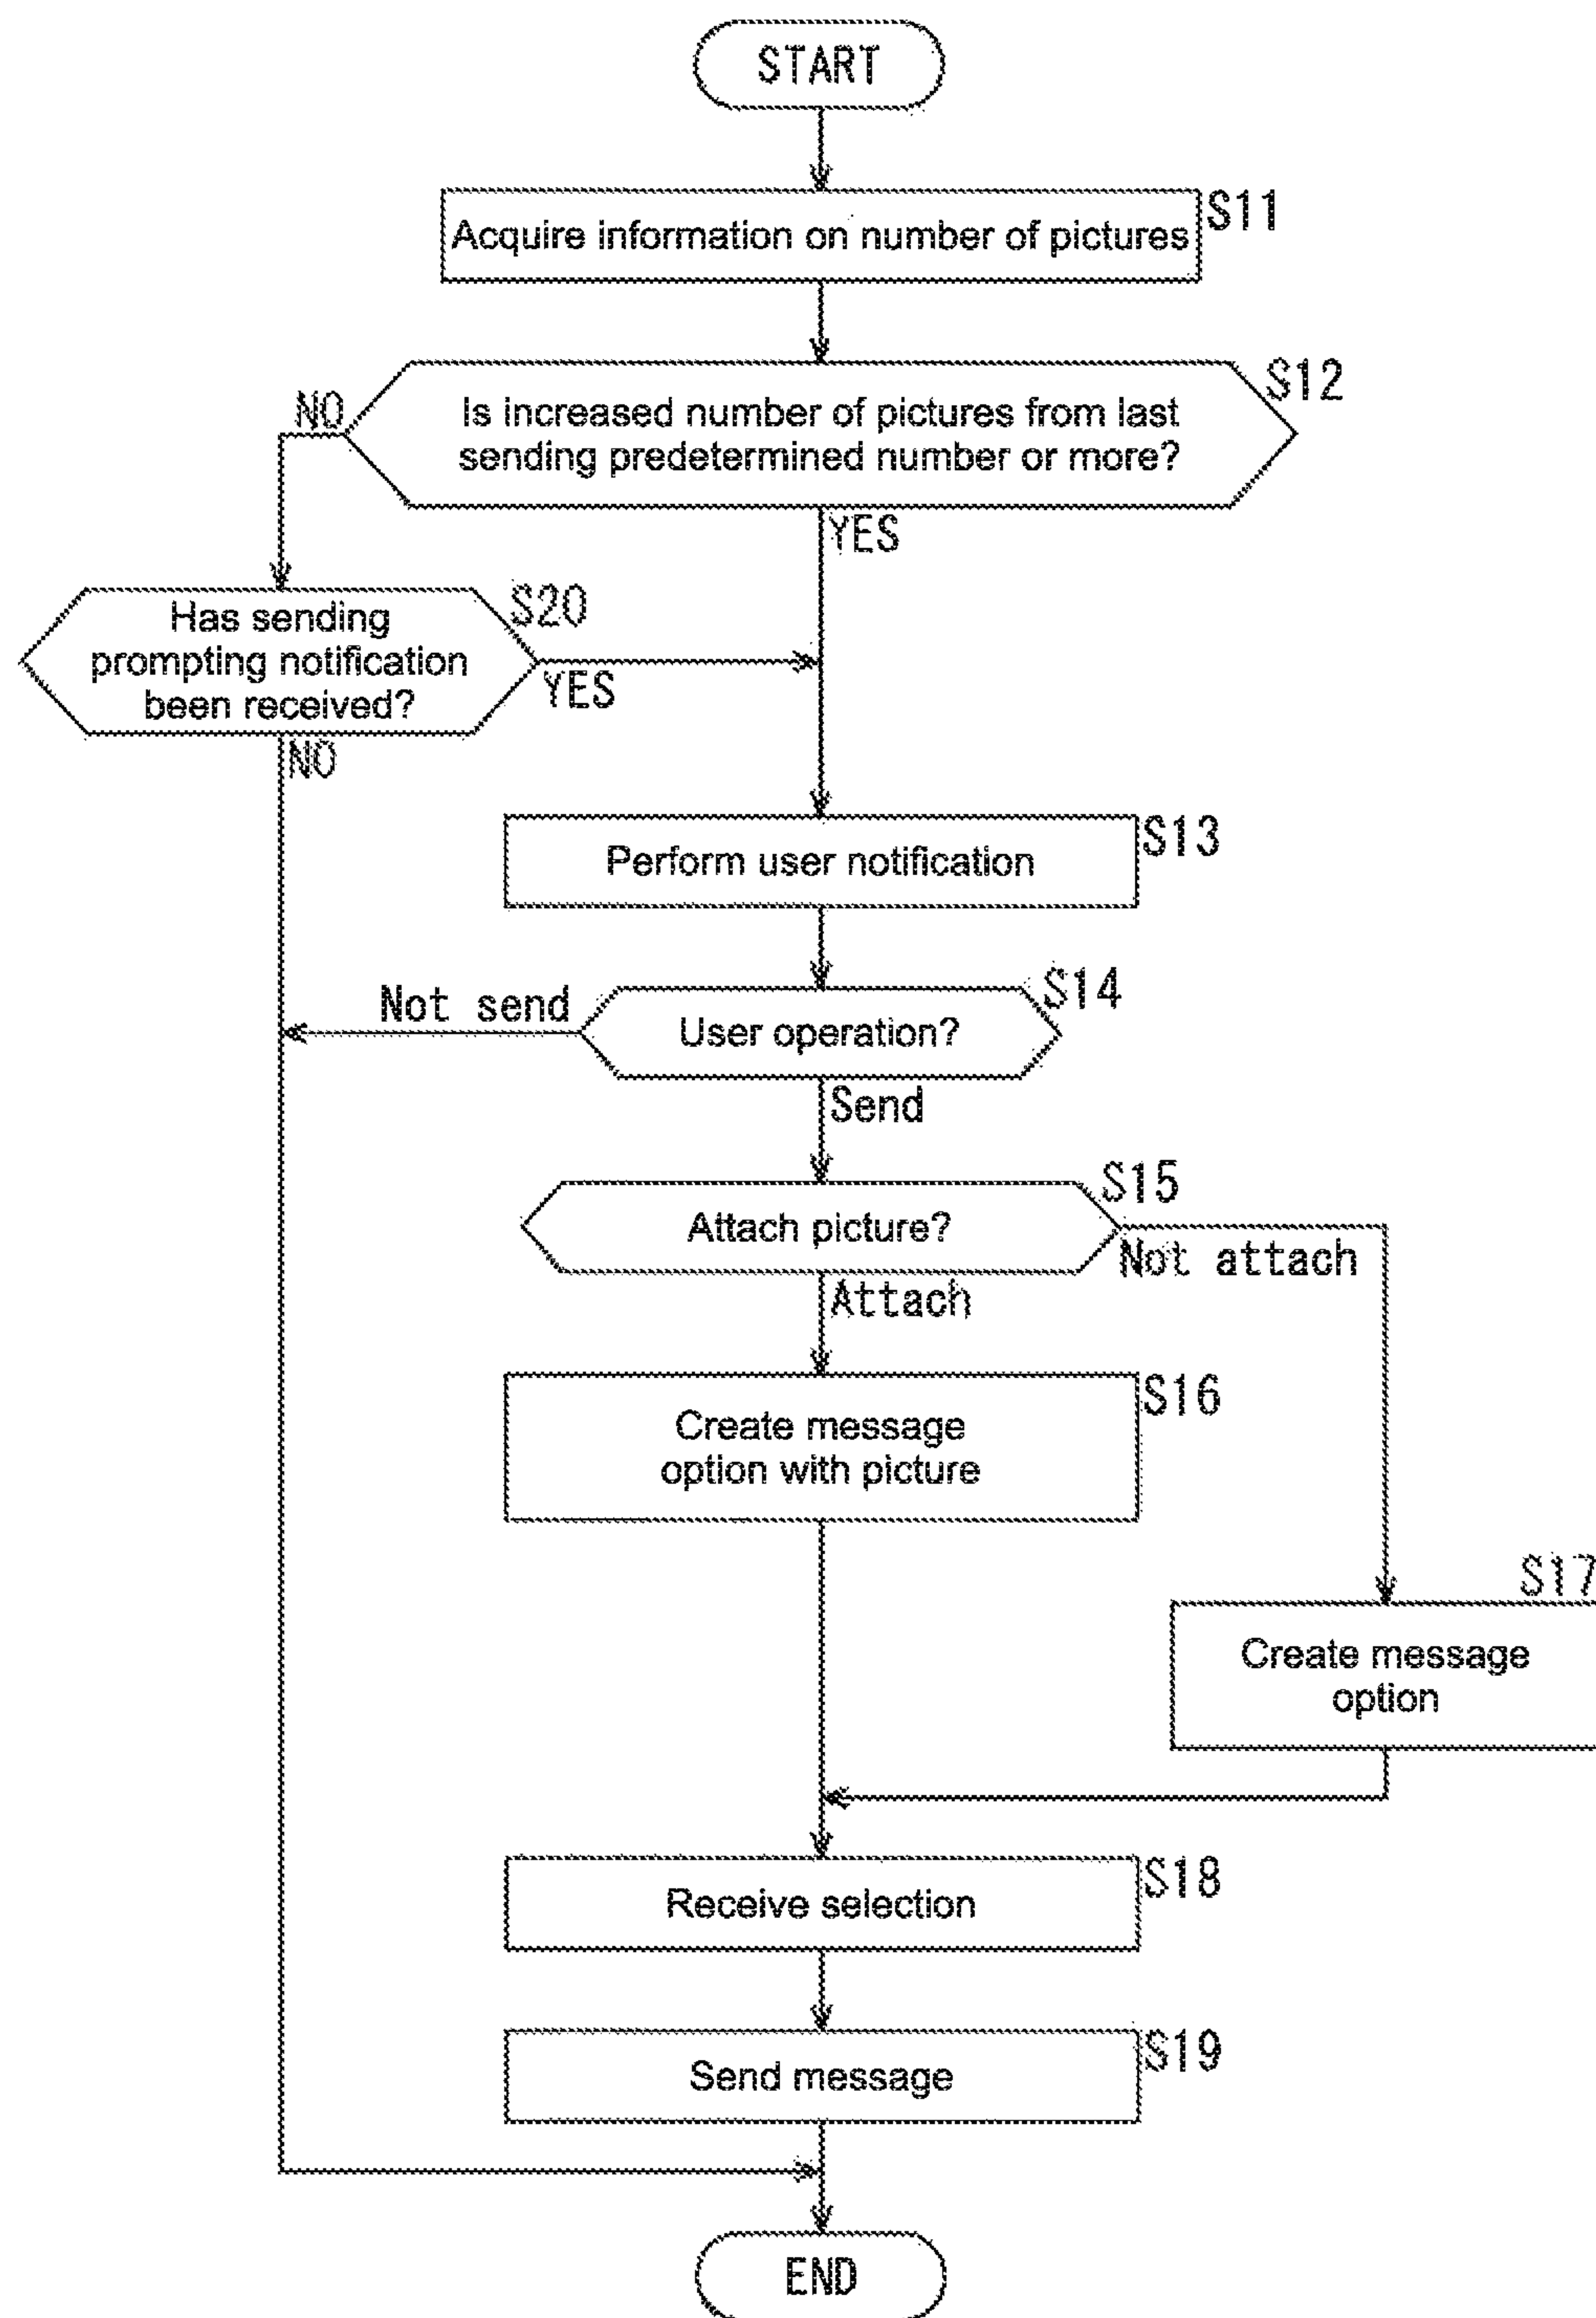 START
S11
Acquire information on number of pictures
S12
NO
Is increased number of pictures from last
sending predetermined number or more?
YES
S20
Has sending
prompting notification
been received?
YES
NO
S13
Perform user notification
S14
Not send
User operation?
Send
S15
Attach picture?
Not attach
Attach
S16
Create message
option with picture
S17
Create message
option
S18
Receive selection
S19
Send message
END